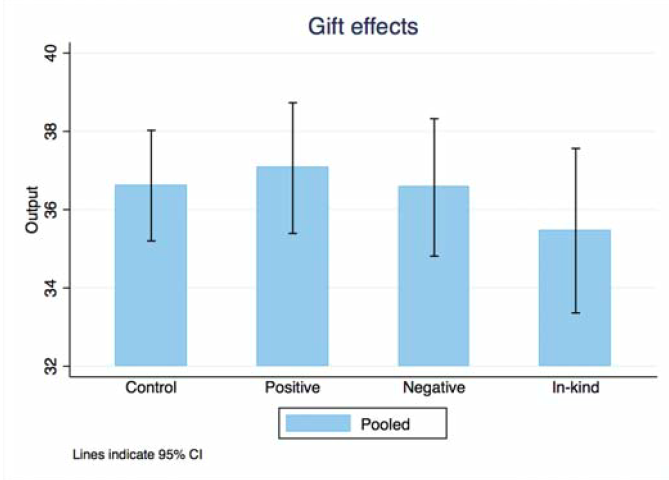 Gift effects
40
38
36
34
32
Output
Control Positive Negative In-kind
Pooled
Lines indicate 95% CI